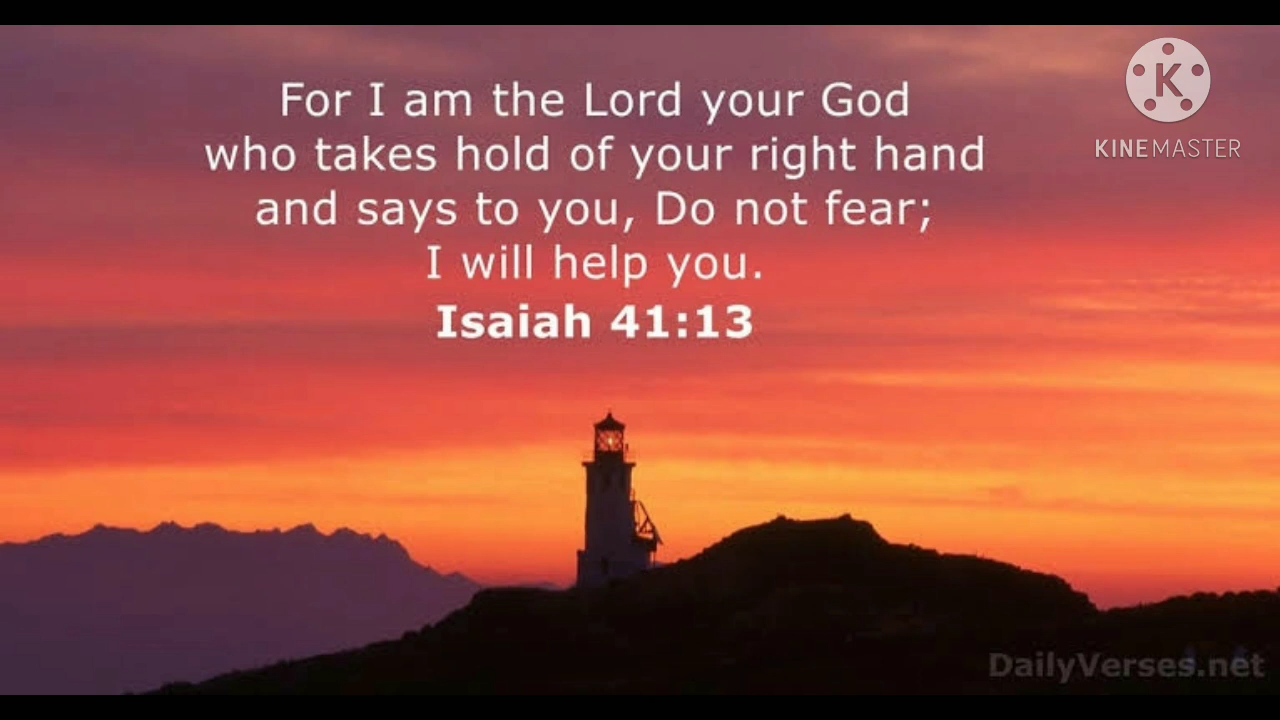 For I am the Lord your God
who takes hold of your right hand
and says to you, Do not fear;
I will help you.
Isaiah 41:13
K
KINEMASTER
DailyVerses.net